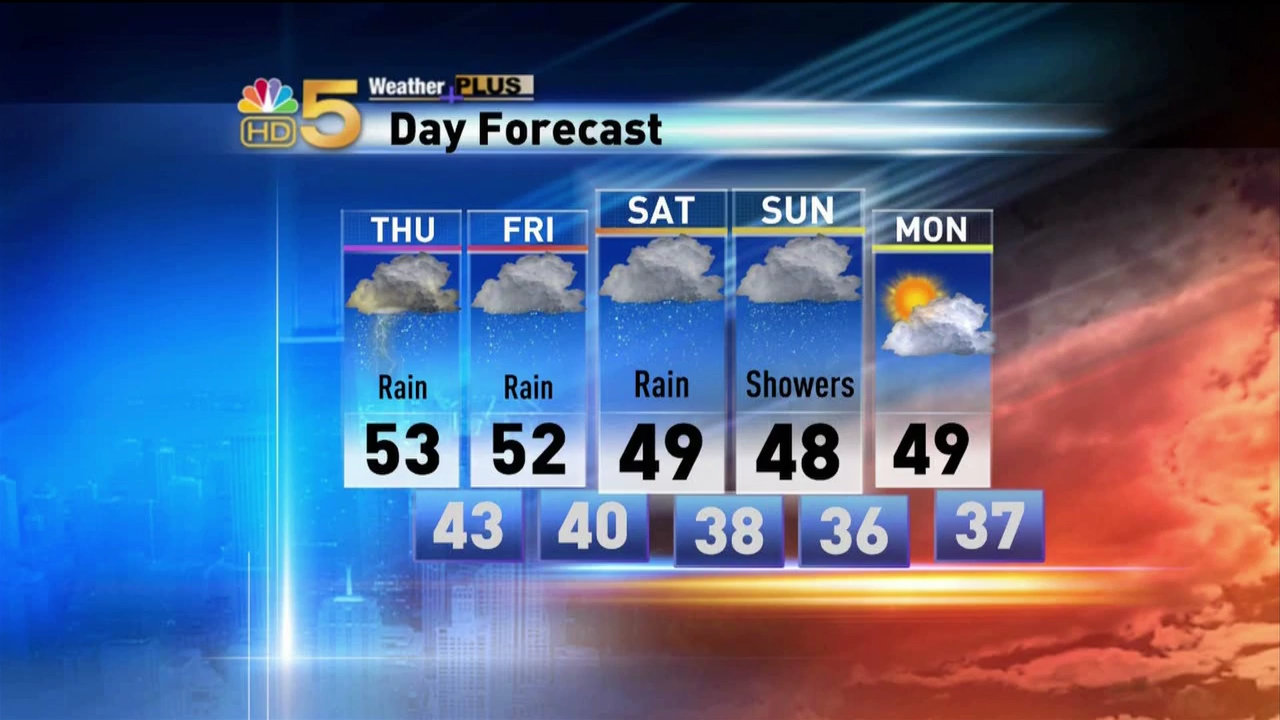 Weather PLUS
HD 5 Day Forecast
THU FRI SAT SUN MON
Rain Rain Rain Showers
53 52 49 48 49
43 40 38 36 37